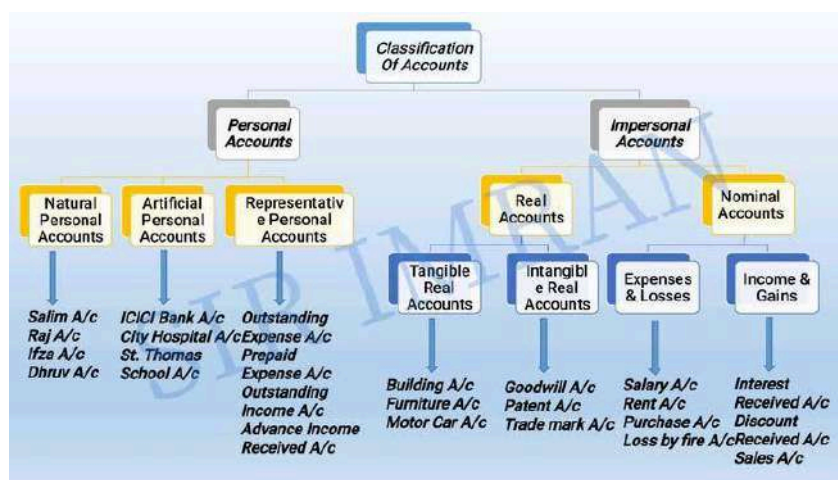 Classification
Of Accounts
Personal
Accounts
Impersonal
Accounts
Natural
Personal
Accounts
Artificial
Personal
Accounts
Representativ
e Personal
Accounts
Real
Accounts
Nominal
Accounts
Tangible
Real
Accounts
Intangibl
e Real
Accounts
Expenses
& Losses
Income &
Gains
Salim A/c
Raj A/c
Ifza A/c
Dhruv A/c
ICICI Bank A/c
City Hospital A/c
St. Thomas
School A/c
Outstanding
Expense A/c
Prepaid
Expense A/c
Outstanding
Income A/c
Advance Income
Received A/c
Building A/c
Furniture A/c
Motor Car A/c
Goodwill A/c
Patent A/c
Trade mark A/c
Salary A/c
Rent A/c
Purchase A/c
Loss by fire A/c
Interest
Received A/c
Discount
Received A/c
Sales A/c
SIR IMRAN